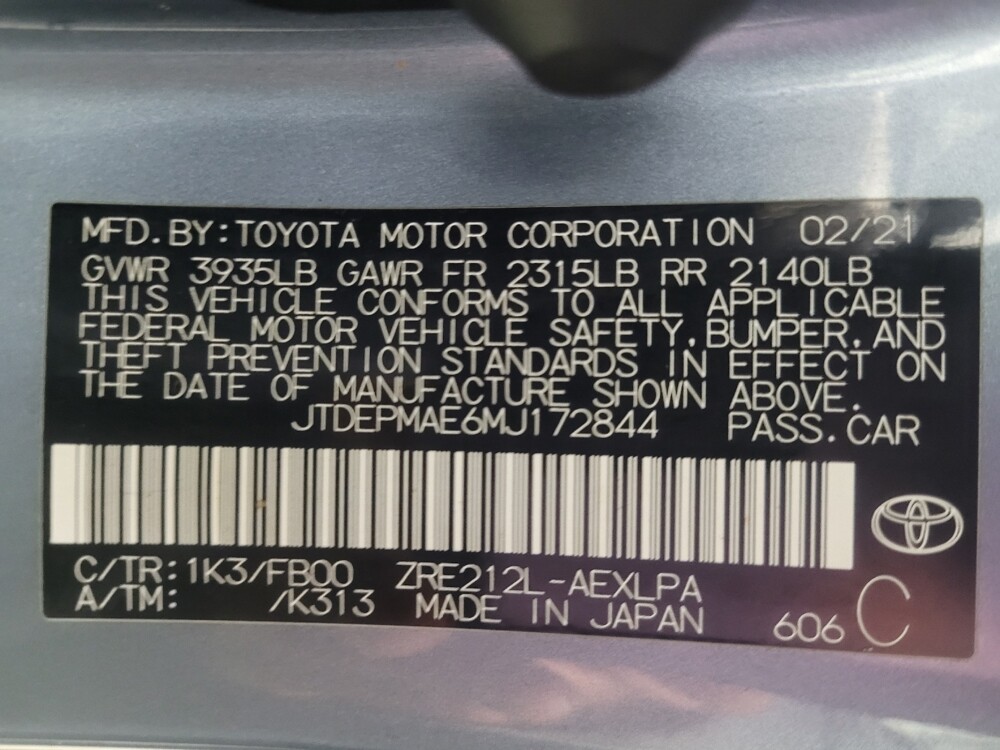 MFD.BY:TOYOTA MOTOR CORPORATION 02/21
GVWR 3935LB GAWR FR 2315LB RR 2140LB
THIS VEHICLE CONFORMS TO ALL APPLICABLE
FEDERAL MOTOR VEHICLE SAFETY,BUMPER,AND
THEFT PREVENTION STANDARDS IN EFFECT ON
THE DATE OF MANUFACTURE SHOWN ABOVE.
JTDEPMAE6MJ172844 PASS.CAR
C/TR:1K3/FB00 ZRE212L-AEXLPA
A/TM: /K313 MADE IN JAPAN 606 C